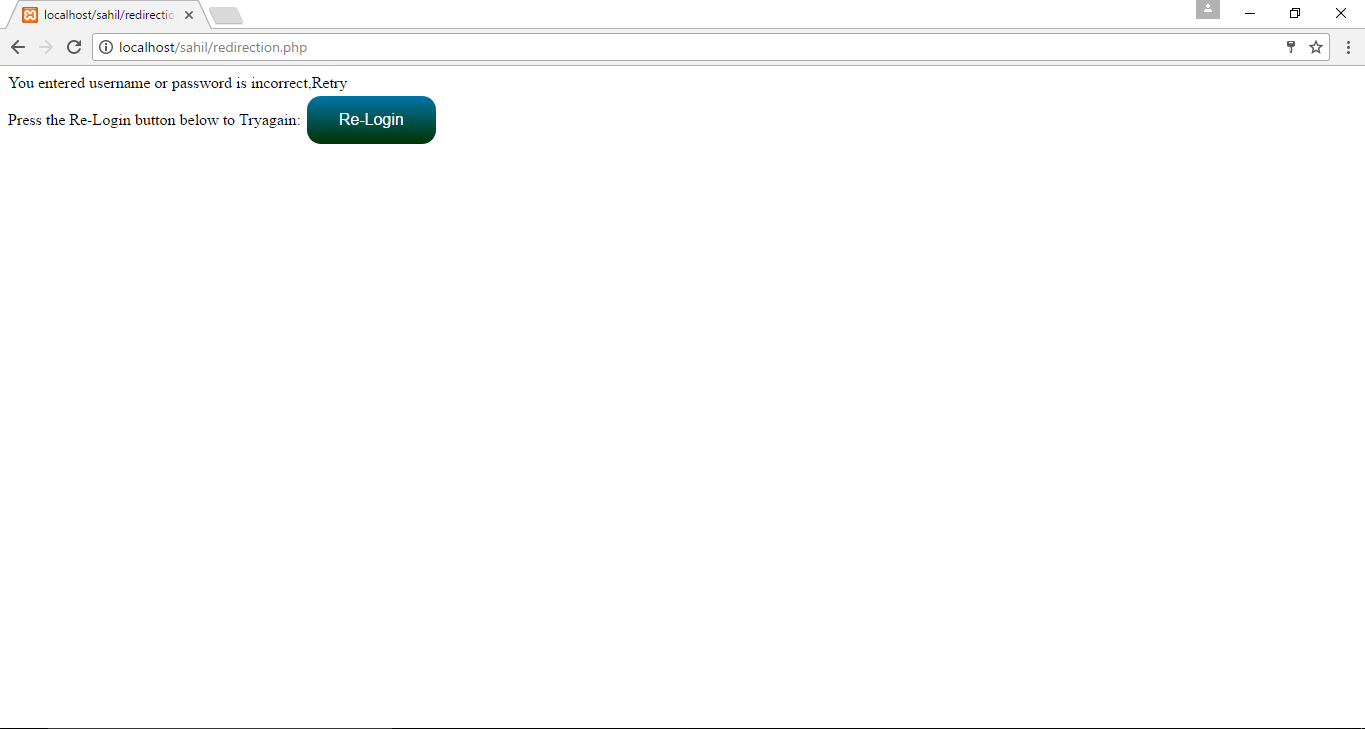 localhost/sahil/redirectio
localhost/sahil/redirection.php
You entered username or password is incorrect,Retry
Press the Re-Login button below to Tryagain: Re-Login